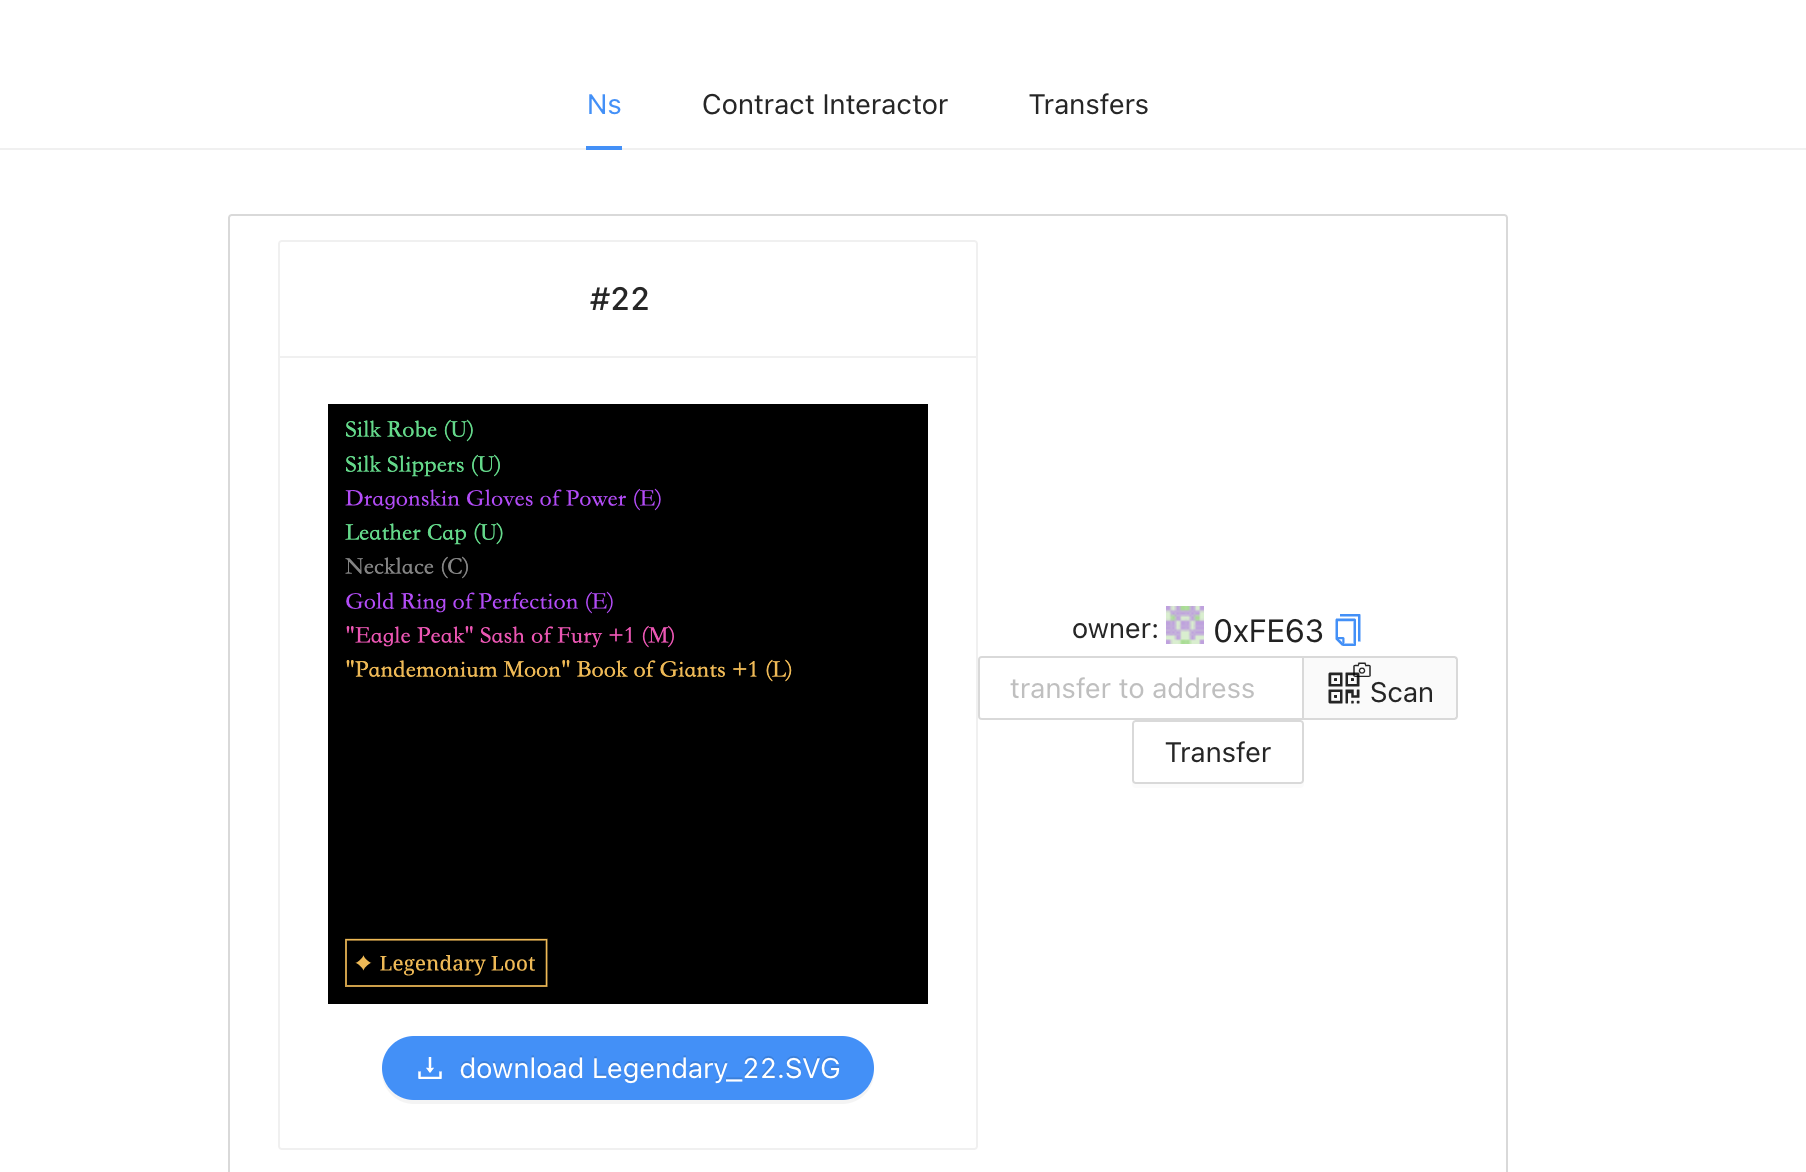 Ns Contract Interactor Transfers
#22
Silk Robe (U)
Silk Slippers (U)
Dragonskin Gloves of Power (E)
Leather Cap (U)
Necklace (C)
Gold Ring of Perfection (E)
"Eagle Peak" Sash of Fury +1 (M)
"Pandemonium Moon" Book of Giants +1 (L)
✦ Legendary Loot
download Legendary_22.SVG
owner: 0xFE63
transfer to address Scan
Transfer